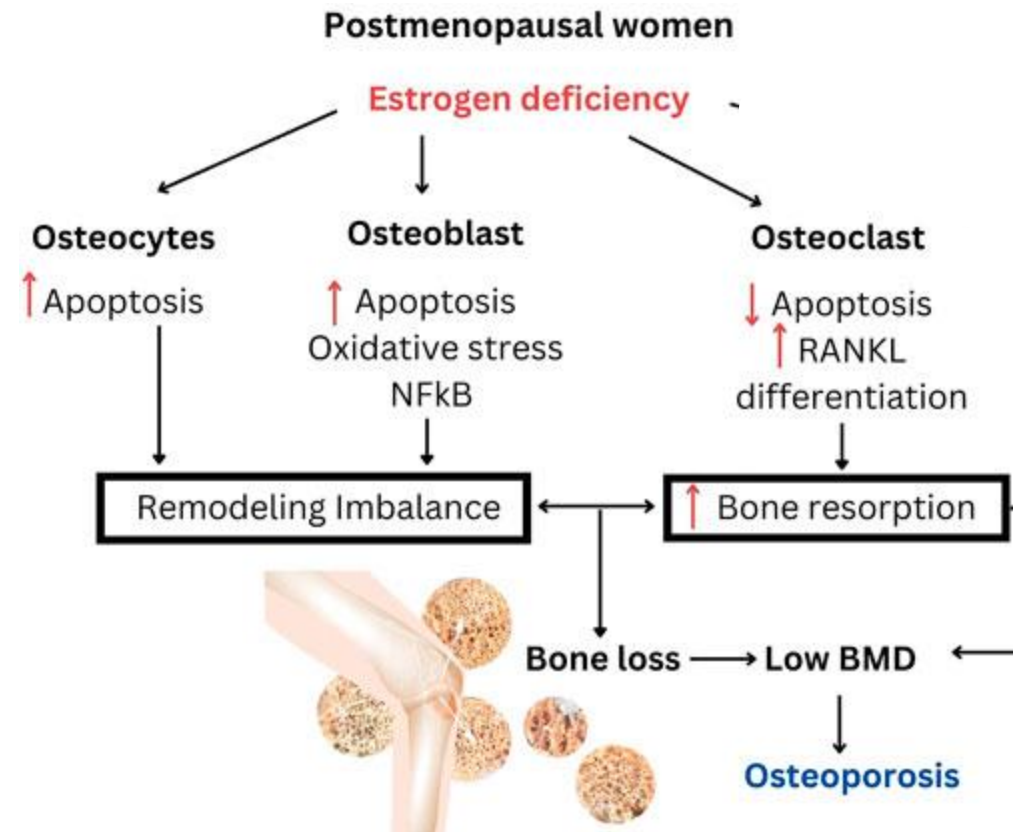 Postmenopausal women
Estrogen deficiency
Osteocytes
↑ Apoptosis
Osteoblast
↑ Apoptosis
Oxidative stress
NFkB
Osteoclast
↓ Apoptosis
↑ RANKL
differentiation
Remodeling Imbalance
↑ Bone resorption
Bone loss
Low BMD
Osteoporosis